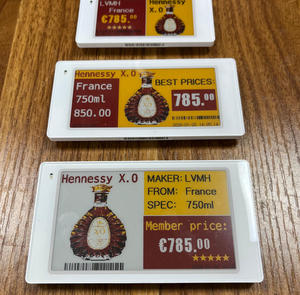 LVMH
France
€785.00
Hennessy X.O
Hennessy X.O
France
750ml
850.00
BEST PRICES:
785.00
Hennessy X.O
MAKER: LVMH
FROM: France
SPEC: 750ml
Member price:
€785.00
XO